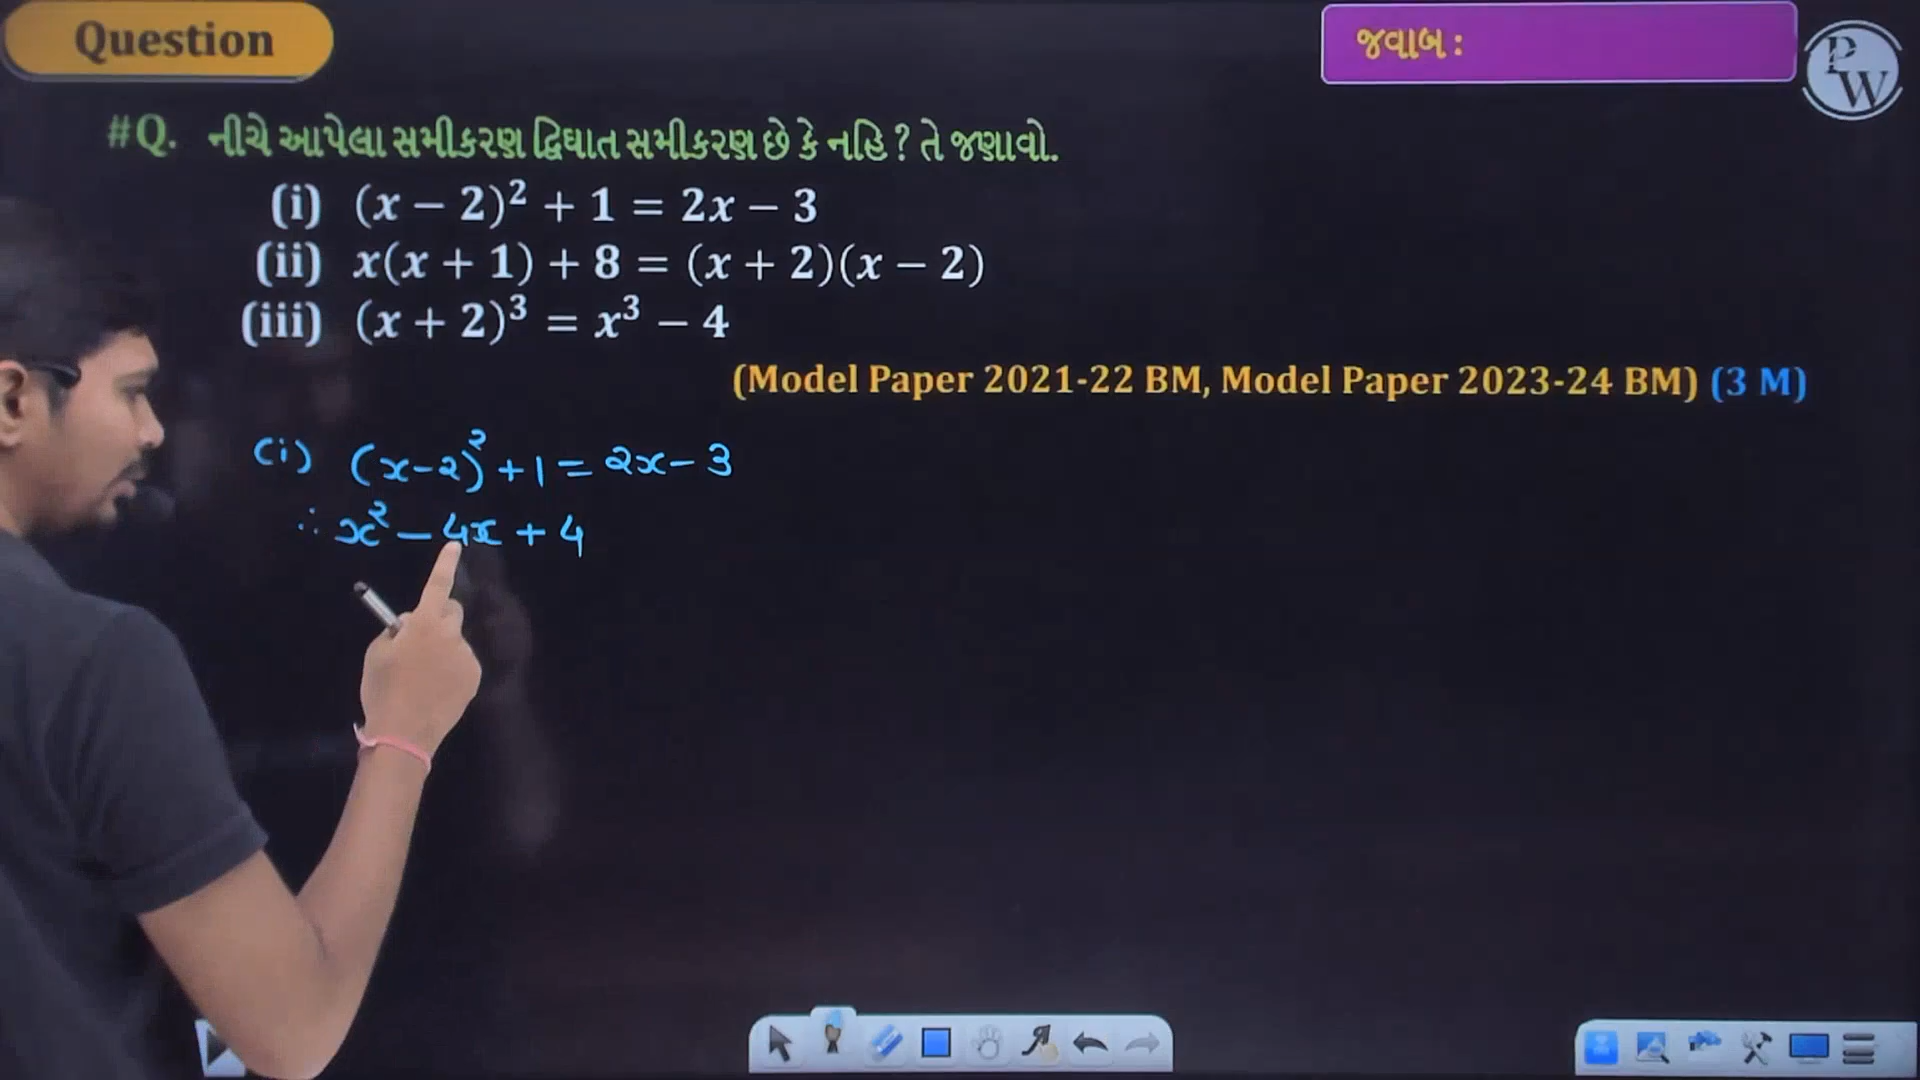 Question
જવાબ :
PW
#Q. નીચે આપેલા સમીકરણ દ્વિઘાત સમીકરણ છે કે નહિ ? તે જણાવો.
(i) (x − 2)² + 1 = 2x − 3
(ii) x(x + 1) + 8 = (x + 2)(x − 2)
(iii) (x + 2)³ = x³ − 4
(Model Paper 2021-22 BM, Model Paper 2023-24 BM) (3 M)
(i) (x-2)² + 1 = 2x - 3
∴ x² - 4x + 4